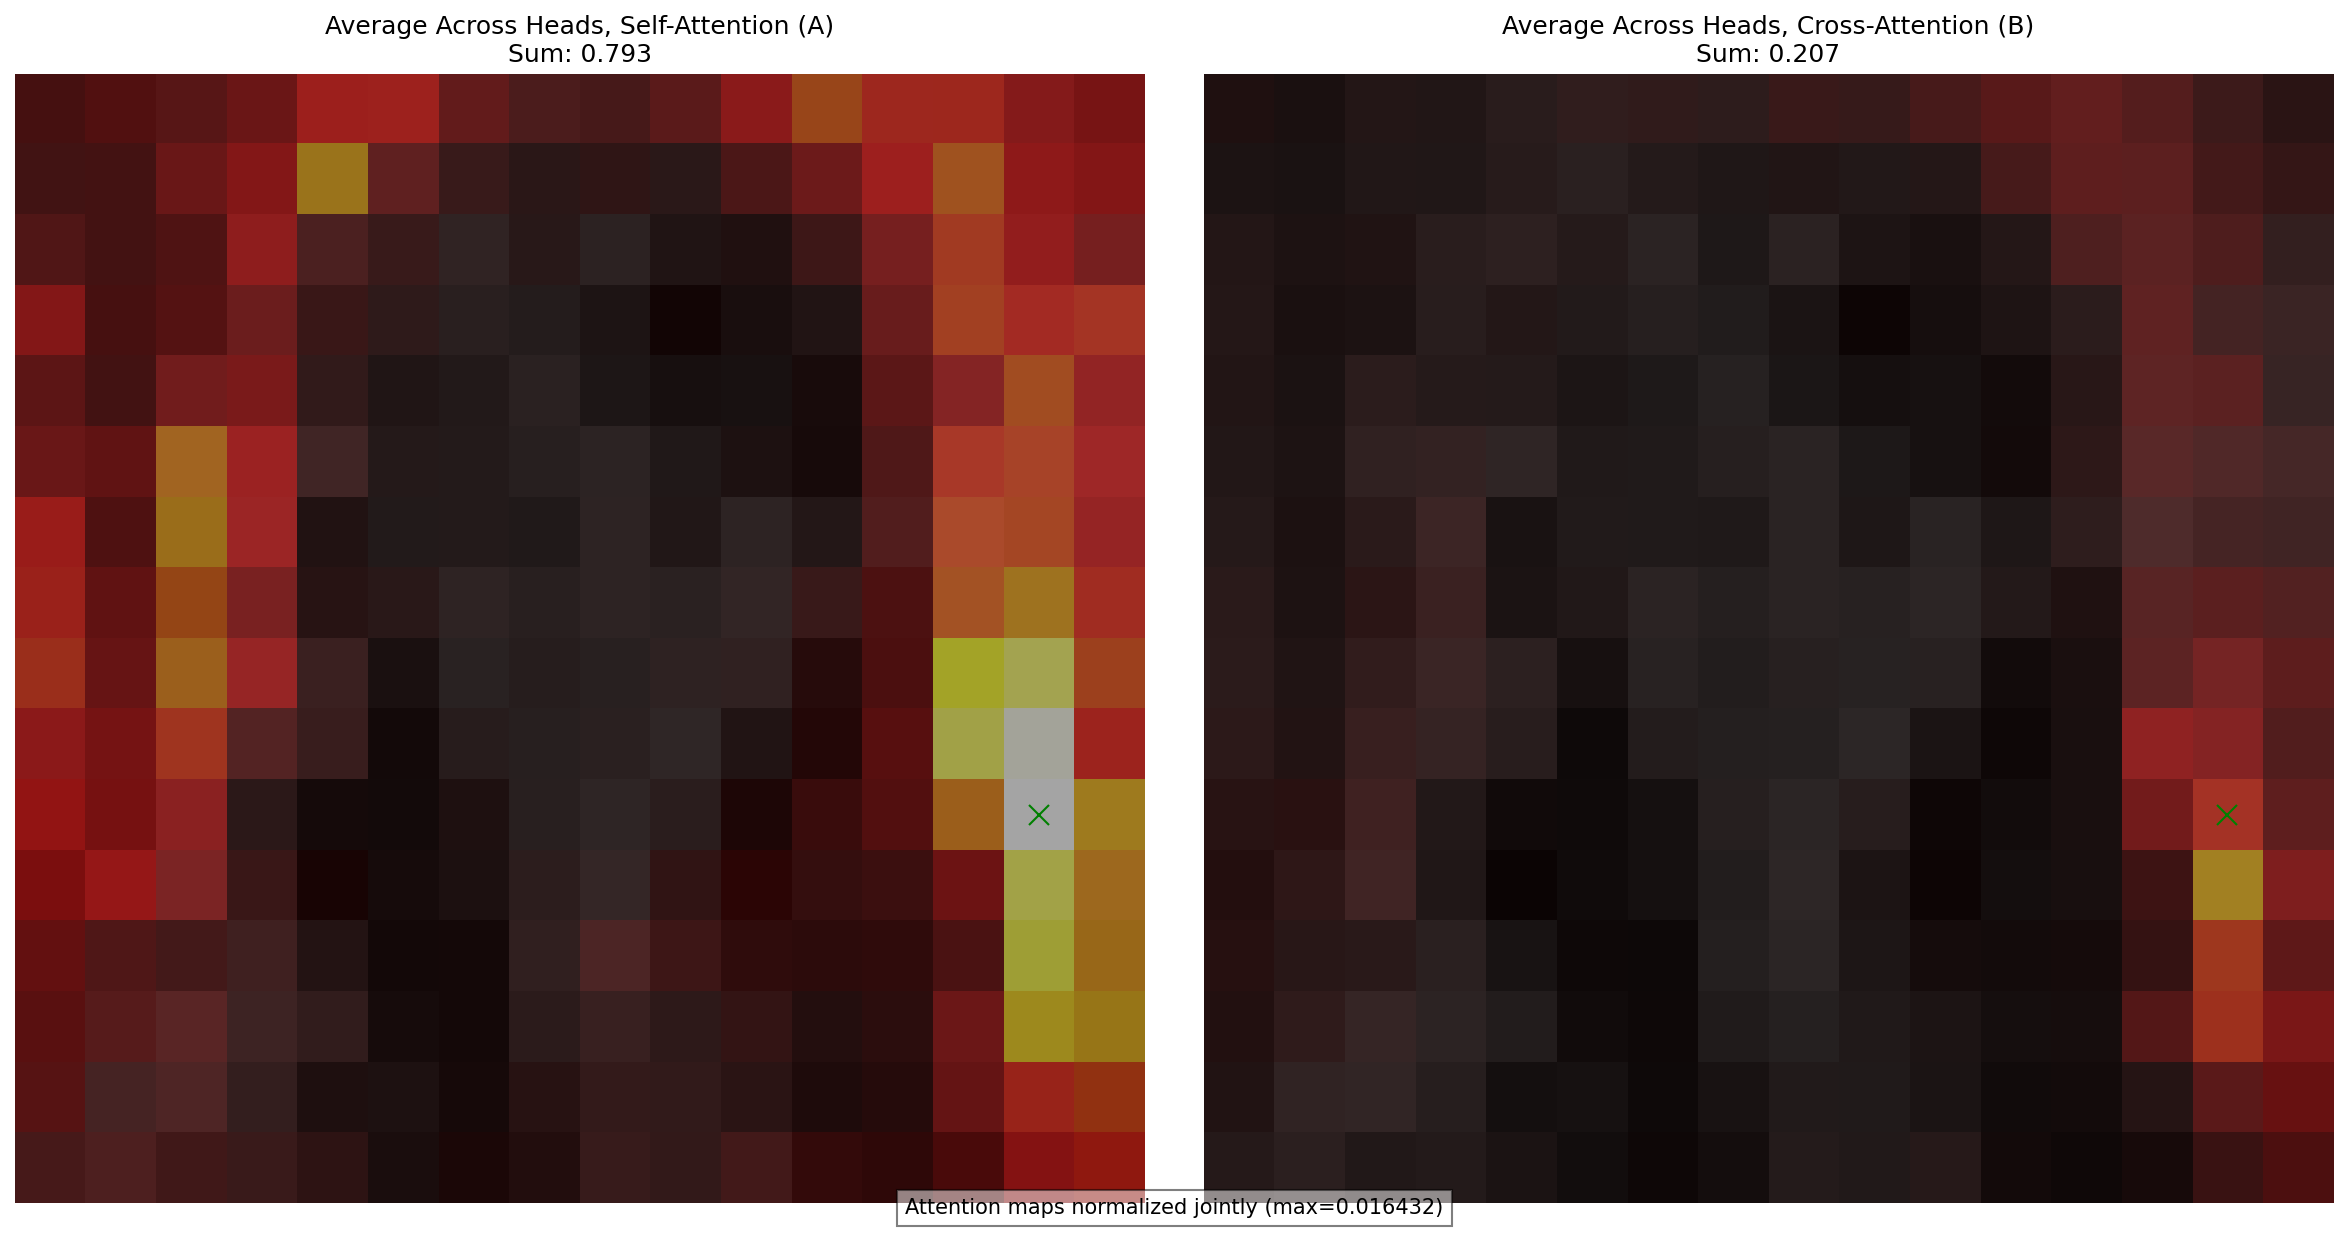 Average Across Heads, Self-Attention (A)
Sum: 0.793
Average Across Heads, Cross-Attention (B)
Sum: 0.207
Attention maps normalized jointly (max=0.016432)